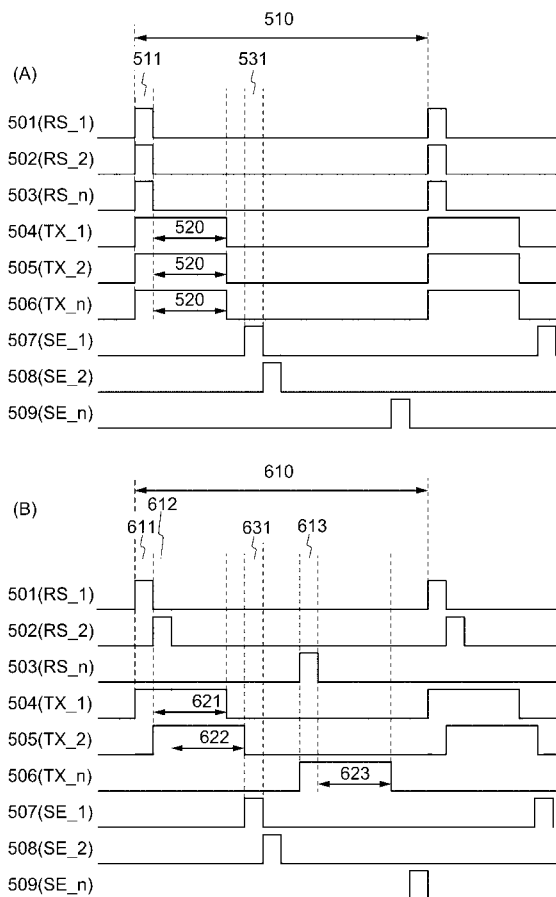 510
(A)
511
531
501(RS_1)
502(RS_2)
503(RS_n)
504(TX_1)
520
505(TX_2)
520
506(TX_n)
520
507(SE_1)
508(SE_2)
509(SE_n)
610
(B)
612
611
631
613
501(RS_1)
502(RS_2)
503(RS_n)
504(TX_1)
621
505(TX_2)
622
506(TX_n)
623
507(SE_1)
508(SE_2)
509(SE_n)